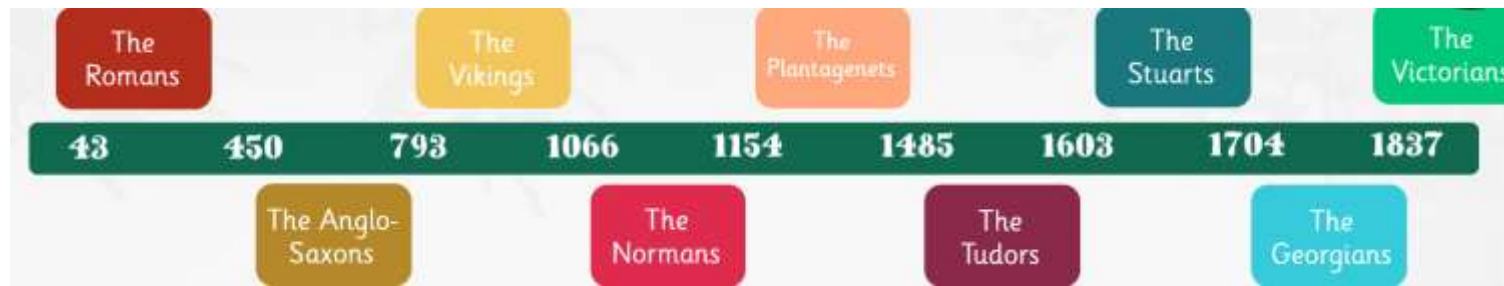 The
Romans
The
Vikings
The
Plantagenets
The
Stuarts
The
Victorians
43 450 793 1066 1154 1485 1603 1704 1837
The Anglo-
Saxons
The
Normans
The
Tudors
The
Georgians